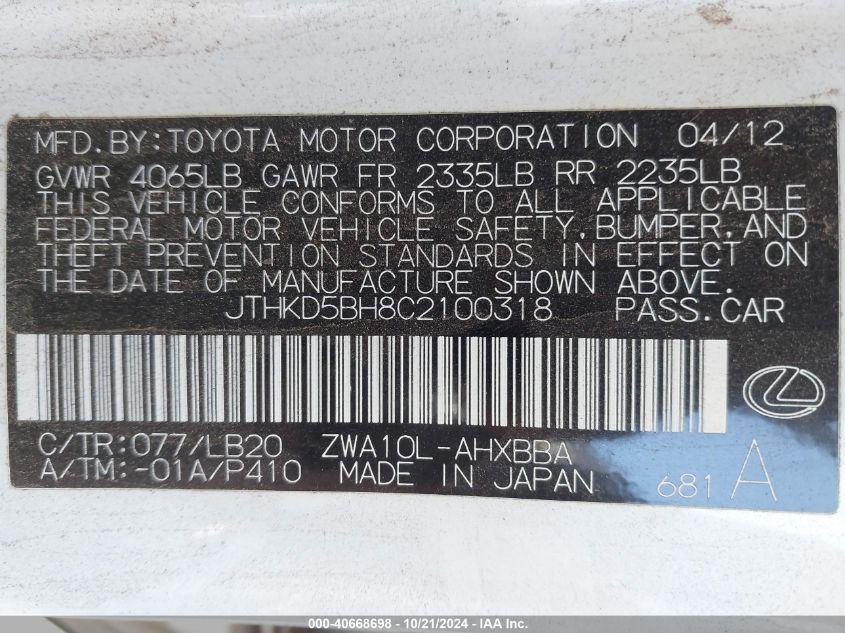 MFD.BY:TOYOTA MOTOR CORPORATION 04/12
GVWR 4065LB GAWR FR 2335LB RR 2235LB
THIS VEHICLE CONFORMS TO ALL APPLICABLE
FEDERAL MOTOR VEHICLE SAFETY,BUMPER,AND
THEFT PREVENTION STANDARDS IN EFFECT ON
THE DATE OF MANUFACTURE SHOWN ABOVE.
JTHKD5BH8C2100318 PASS.CAR
C/TR:077/LB20 ZWA10L-AHXBBA
A/TM:-01A/P410 MADE IN JAPAN 681 A
000-40668698 - 10/21/2024 - IAA Inc.